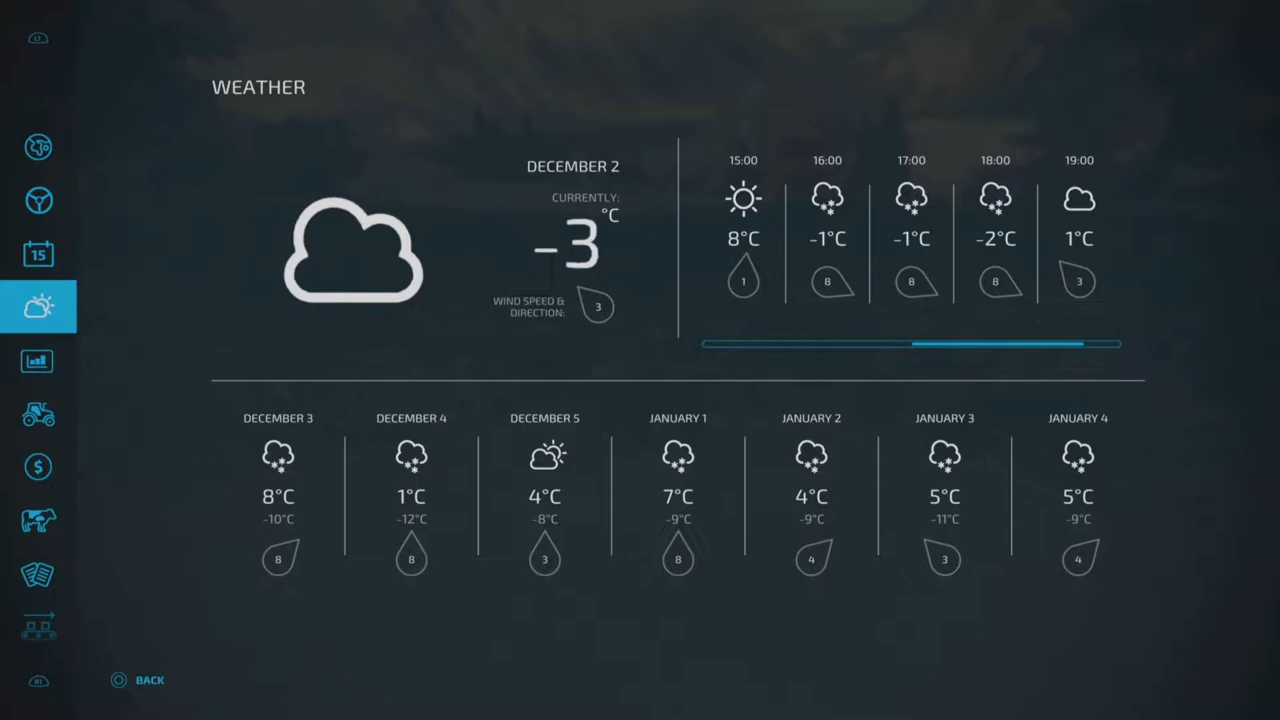 LT
WEATHER
DECEMBER 2
CURRENTLY:
-3 °C
WIND SPEED &
DIRECTION:
3
15:00 16:00 17:00 18:00 19:00
8°C -1°C -1°C -2°C 1°C
1 8 8 8 3
15
$
DECEMBER 3 DECEMBER 4 DECEMBER 5 JANUARY 1 JANUARY 2 JANUARY 3 JANUARY 4
8°C 1°C 4°C 7°C 4°C 5°C 5°C
-10°C -12°C -8°C -9°C -9°C -11°C -9°C
8 8 3 8 4 3 4
BACK